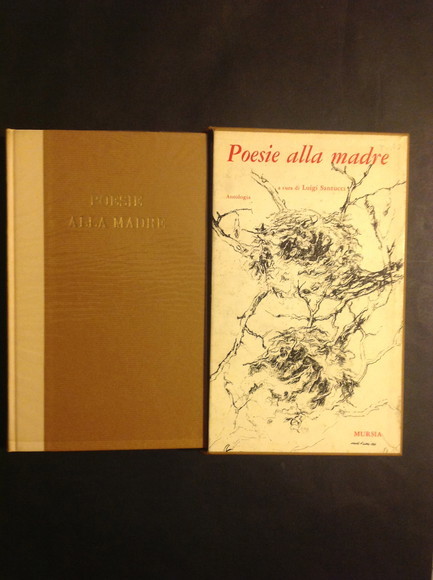 POESIE
ALLA MADRE
Poesie alla madre
a cura di Luigi Santucci
Antologia
MURSIA